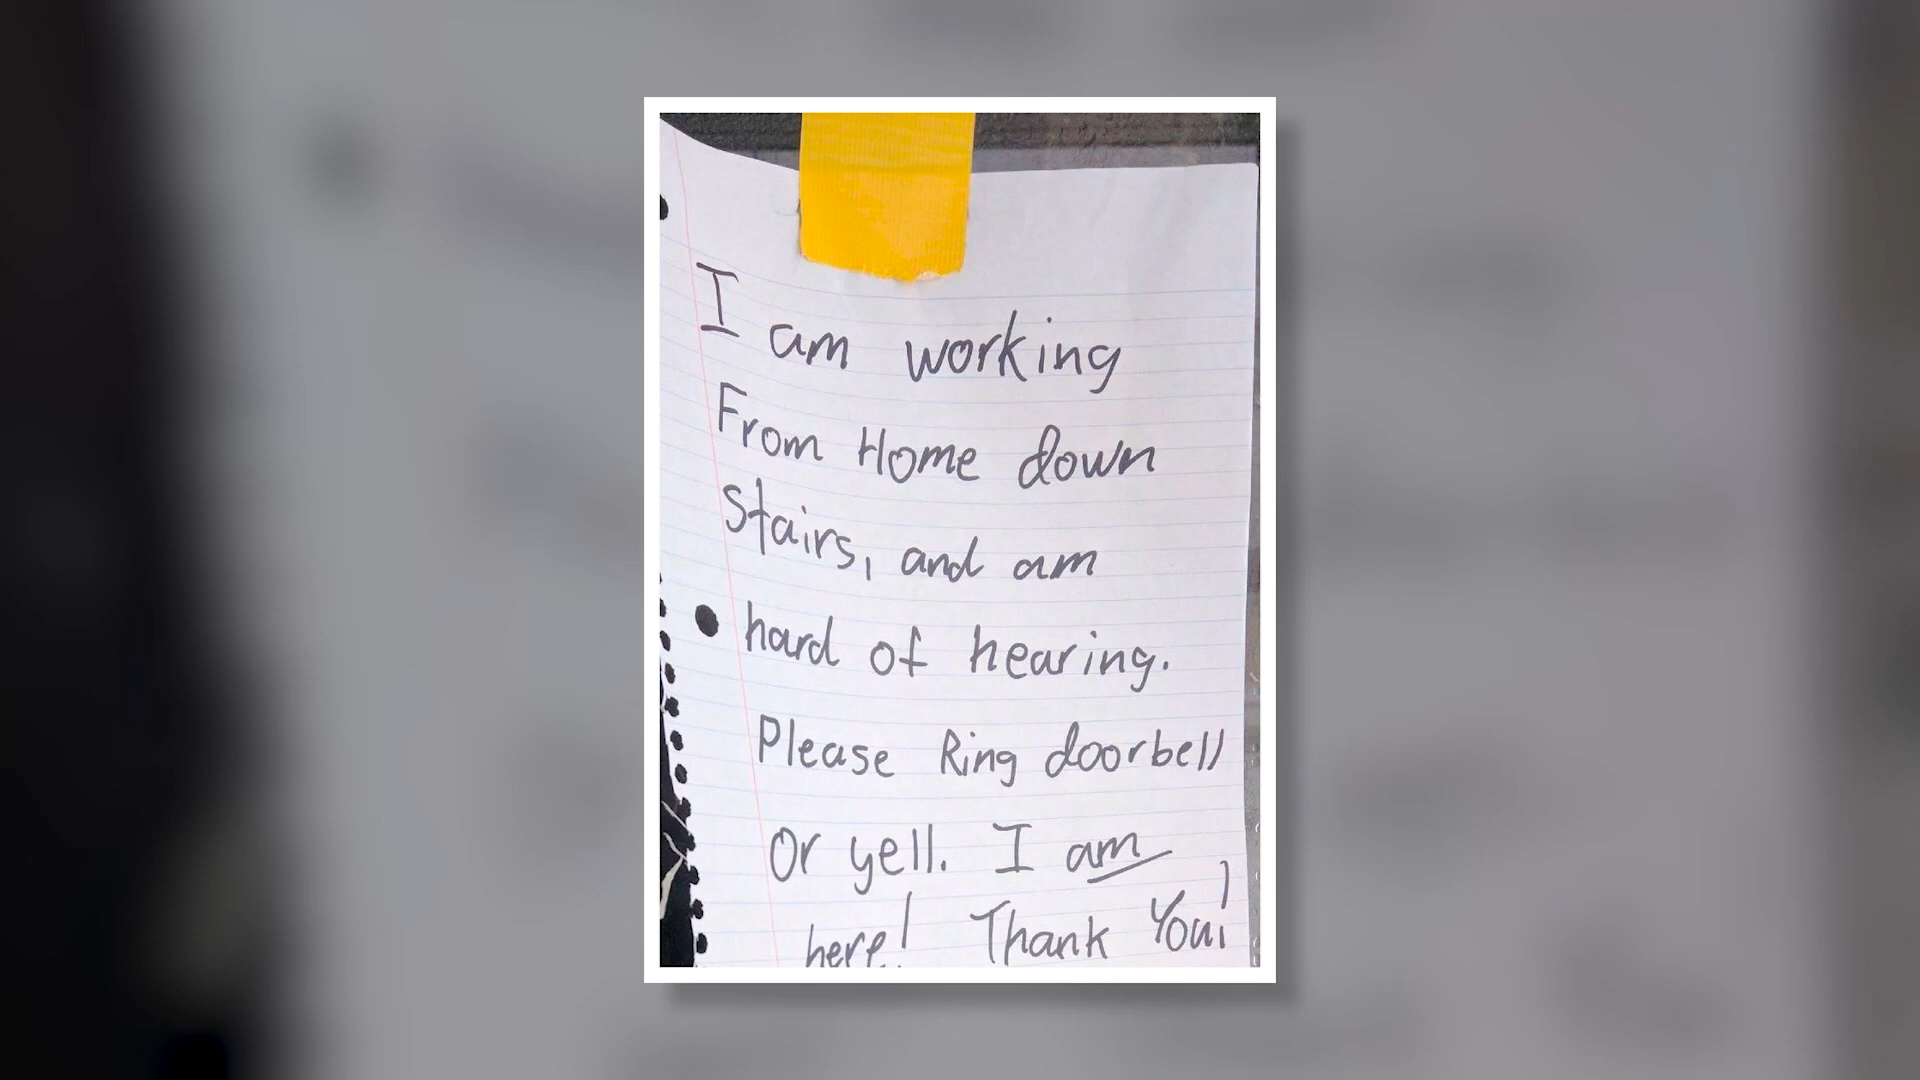 I am working
From Home down
Stairs, and am
hard of hearing.
Please Ring doorbell
Or yell. I am
here! Thank You!